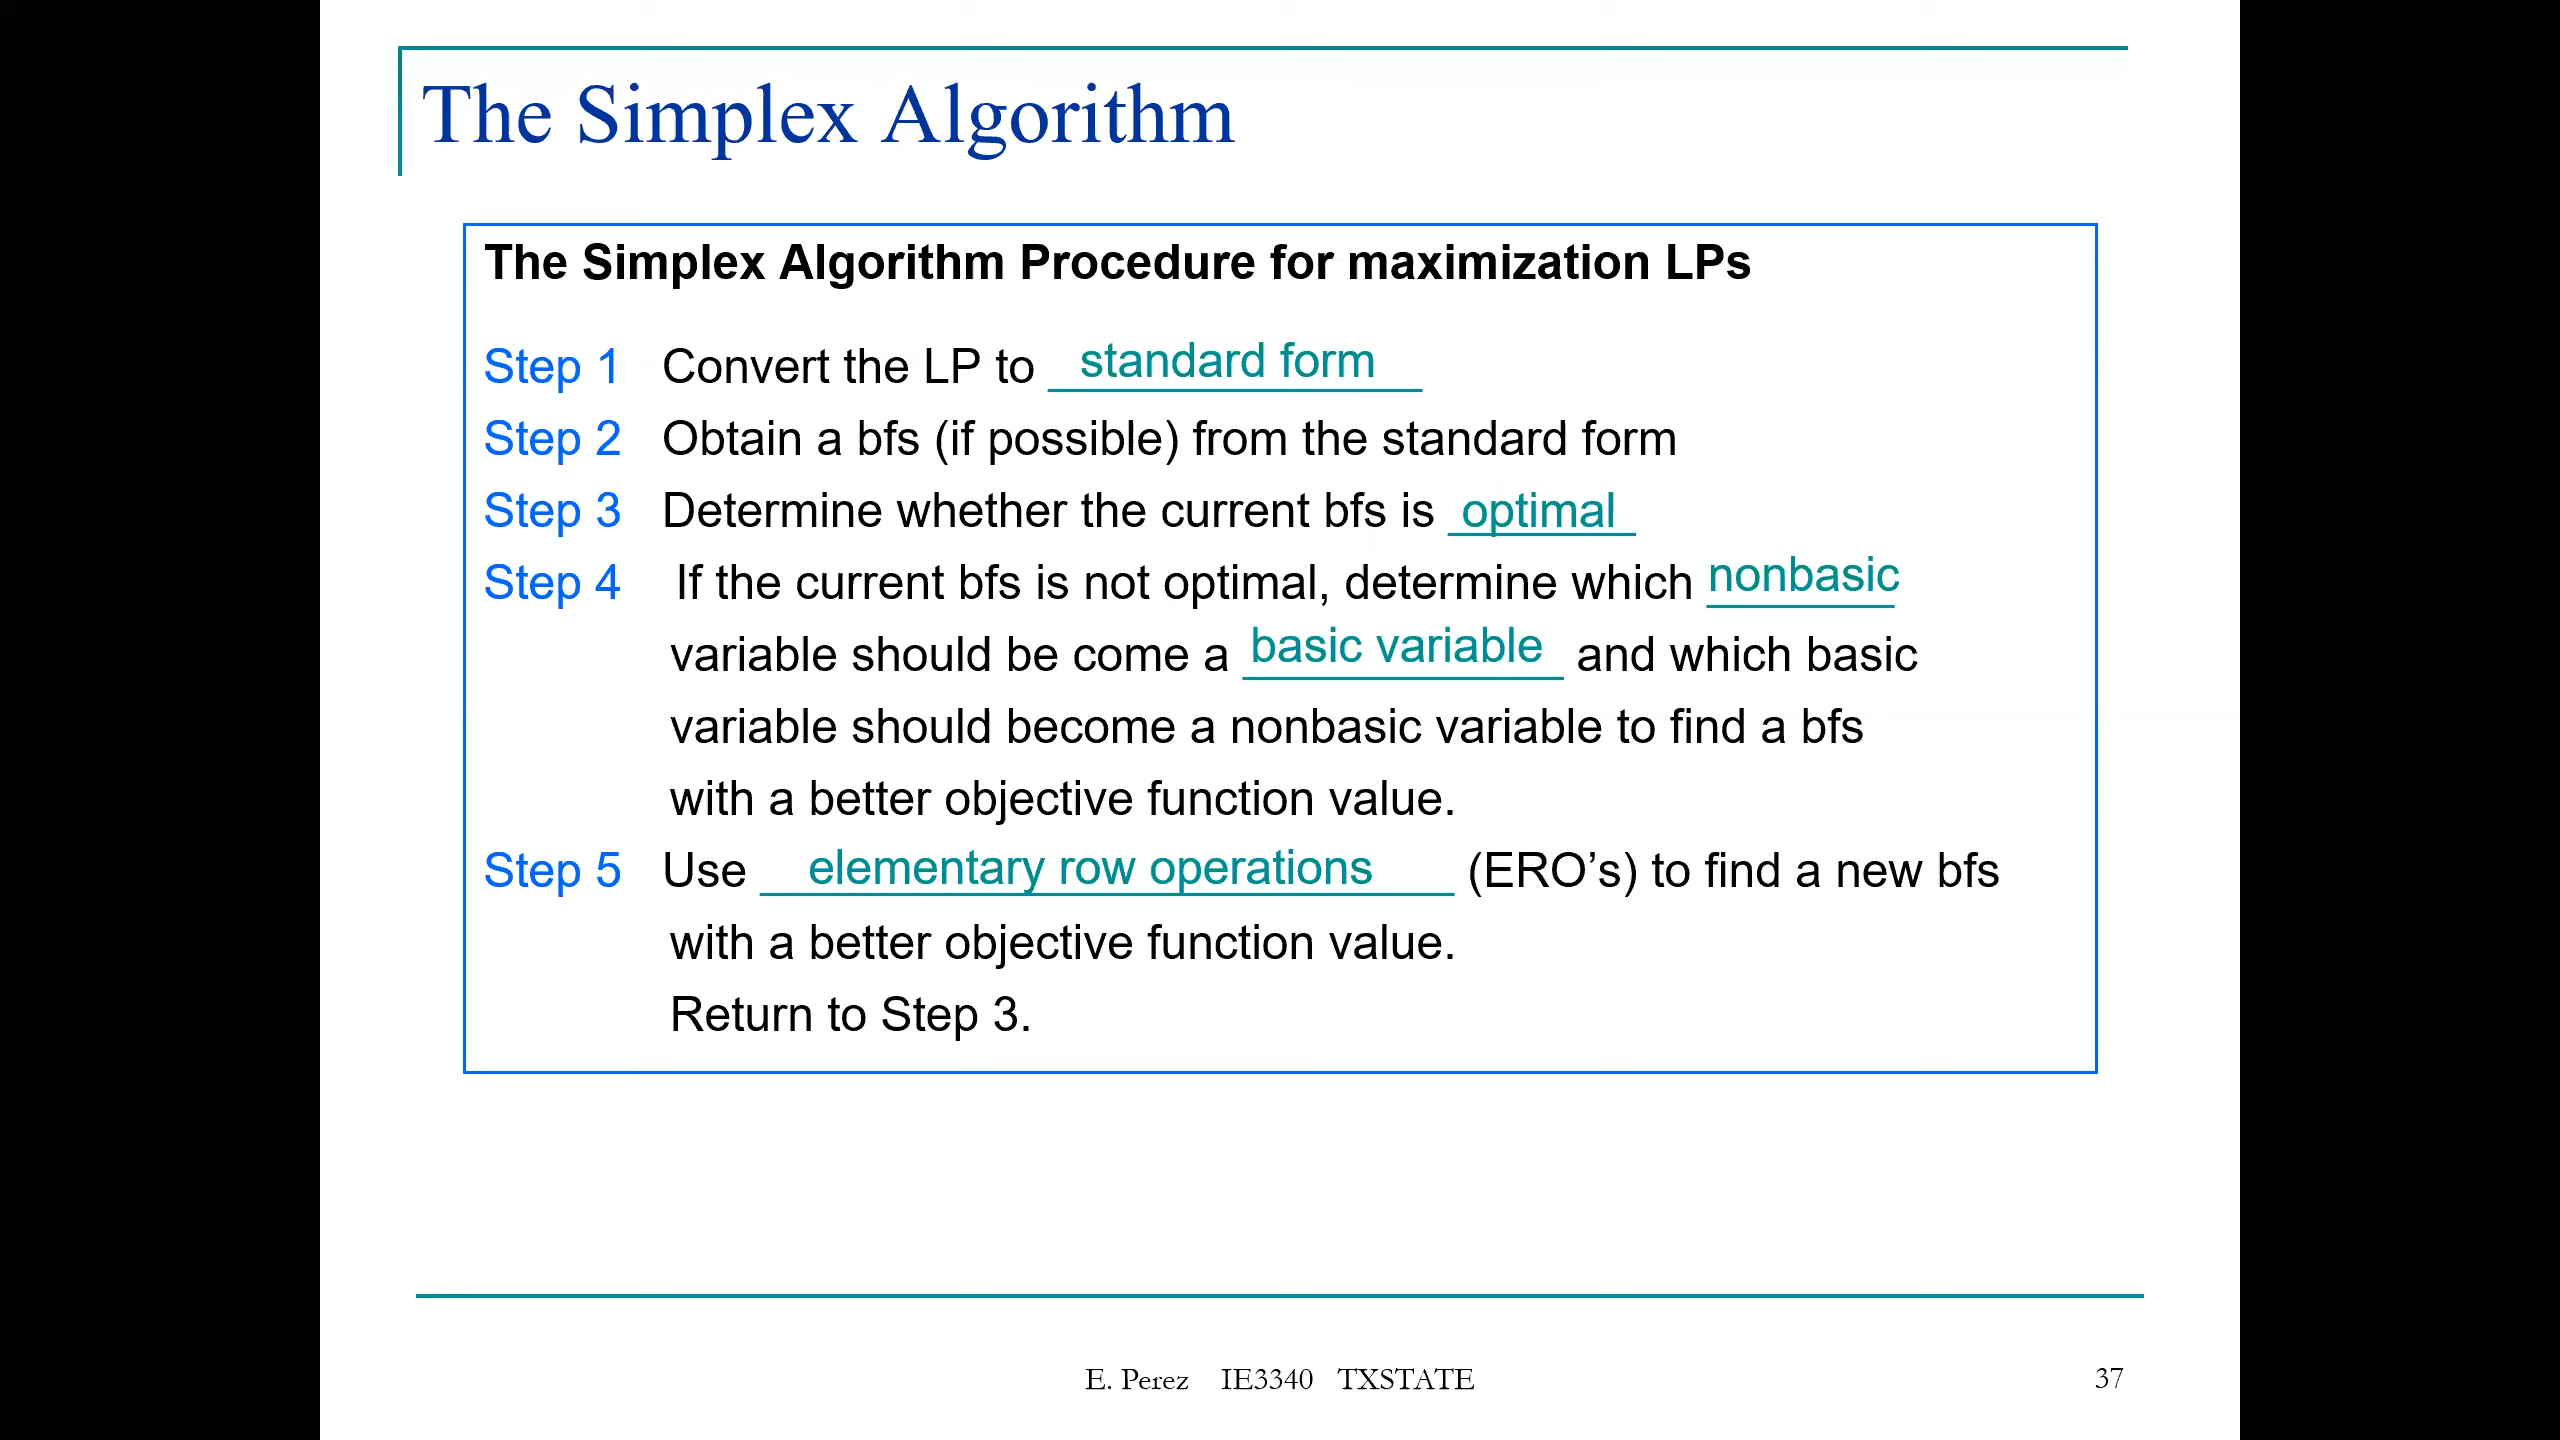 The Simplex Algorithm
The Simplex Algorithm Procedure for maximization LPs
Step 1 Convert the LP to standard form
Step 2 Obtain a bfs (if possible) from the standard form
Step 3 Determine whether the current bfs is optimal
Step 4 If the current bfs is not optimal, determine which nonbasic
variable should be come a basic variable and which basic
variable should become a nonbasic variable to find a bfs
with a better objective function value.
Step 5 Use elementary row operations (ERO’s) to find a new bfs
with a better objective function value.
Return to Step 3.
E. Perez IE3340 TXSTATE 37